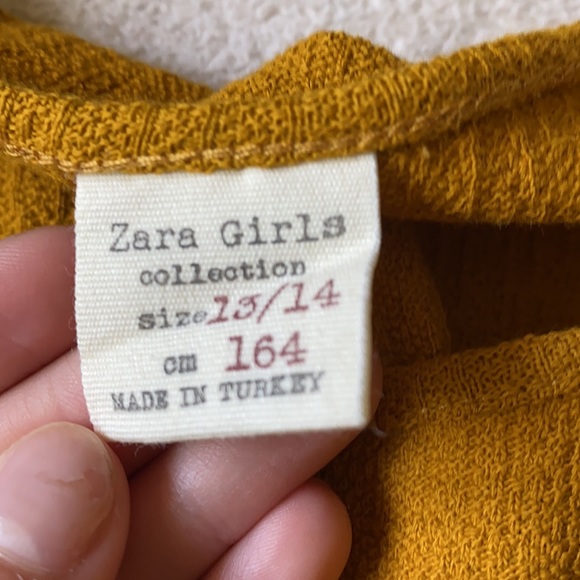 Zara Girls
collection
size 13/14
cm 164
MADE IN TURKEY